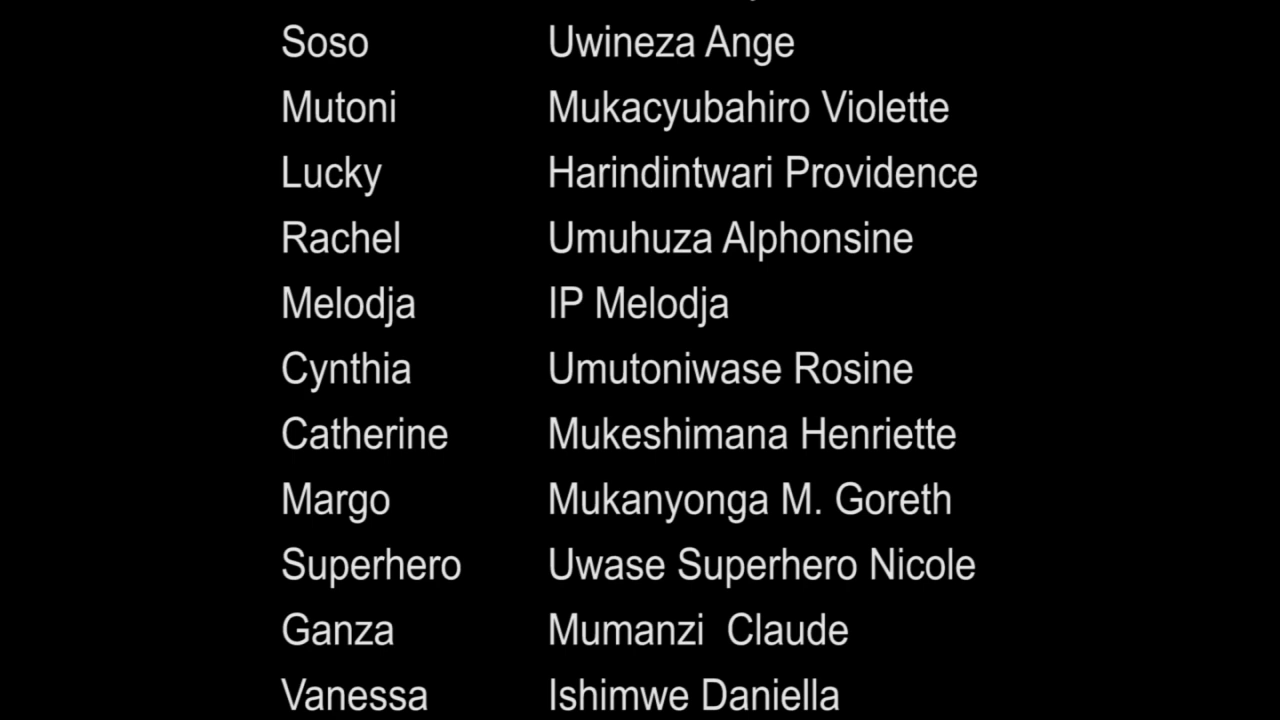 Soso Uwineza Ange
Mutoni Mukacyubahiro Violette
Lucky Harindintwari Providence
Rachel Umuhuza Alphonsine
Melodja IP Melodja
Cynthia Umutoniwase Rosine
Catherine Mukeshimana Henriette
Margo Mukanyonga M. Goreth
Superhero Uwase Superhero Nicole
Ganza Mumanzi  Claude
Vanessa Ishimwe Daniella